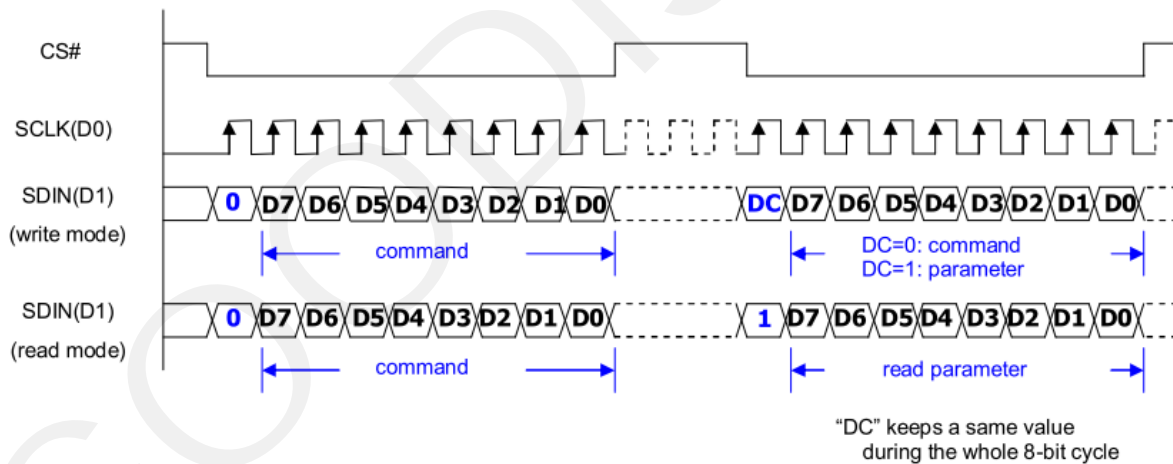 CS#
SCLK(D0)
SDIN(D1)
(write mode)
0 D7 D6 D5 D4 D3 D2 D1 D0 DC D7 D6 D5 D4 D3 D2 D1 D0
command
DC=0: command
DC=1: parameter
SDIN(D1)
(read mode)
0 D7 D6 D5 D4 D3 D2 D1 D0 1 D7 D6 D5 D4 D3 D2 D1 D0
command
read parameter
“DC” keeps a same value
during the whole 8-bit cycle